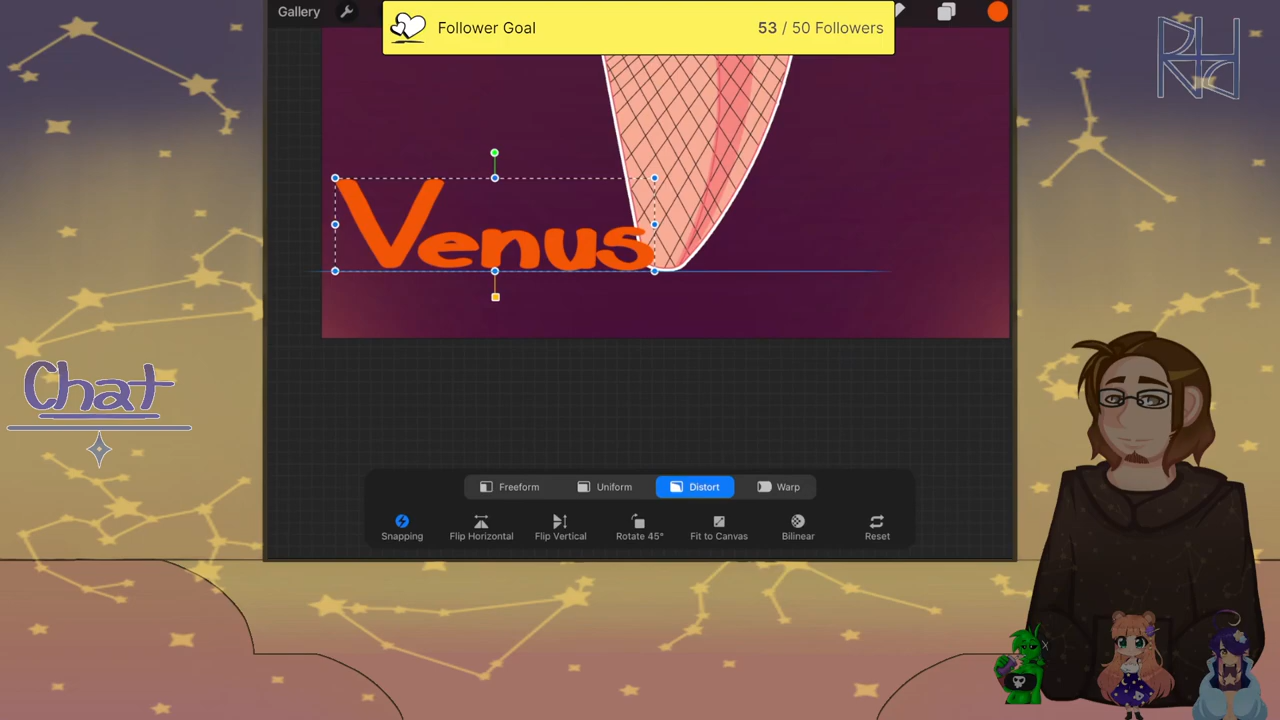 Gallery
Follower Goal 53 / 50 Followers
Venus
Chat
Freeform Uniform Distort Warp
Snapping Flip Horizontal Flip Vertical Rotate 45° Fit to Canvas Bilinear Reset